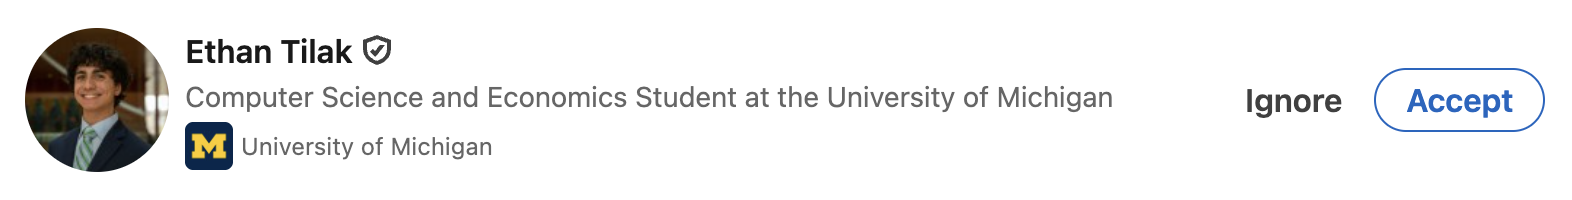 Ethan Tilak
Computer Science and Economics Student at the University of Michigan
M University of Michigan
Ignore
Accept